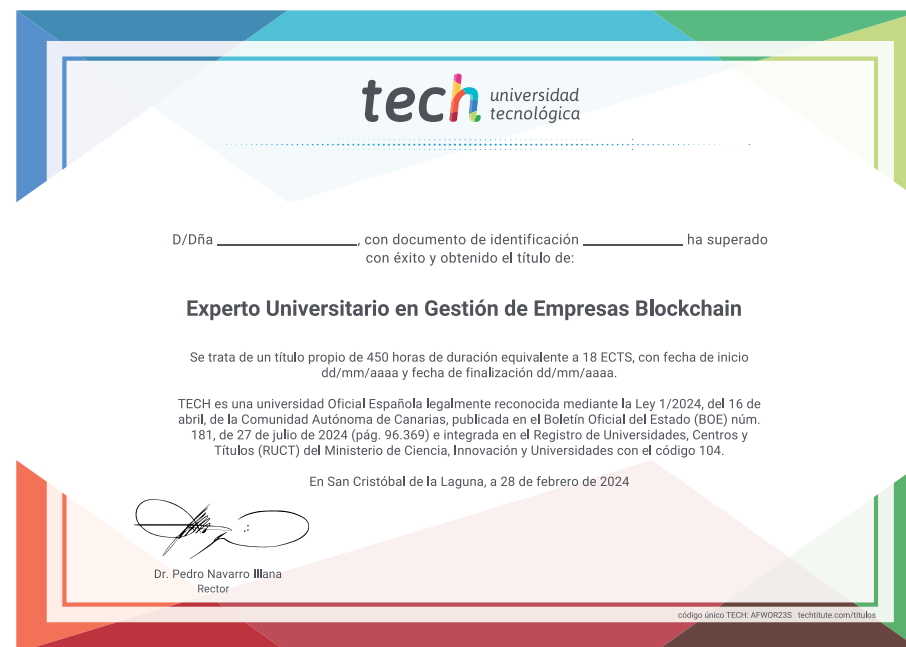 tech universidad
tecnológica
D/Dña ____________________, con documento de identificación ______________ ha superado
con éxito y obtenido el título de:
Experto Universitario en Gestión de Empresas Blockchain
Se trata de un título propio de 450 horas de duración equivalente a 18 ECTS, con fecha de inicio
dd/mm/aaaa y fecha de finalización dd/mm/aaaa.
TECH es una universidad Oficial Española legalmente reconocida mediante la Ley 1/2024, del 16 de
abril, de la Comunidad Autónoma de Canarias, publicada en el Boletín Oficial del Estado (BOE) núm.
181, de 27 de julio de 2024 (pág. 96.369) e integrada en el Registro de Universidades, Centros y
Títulos (RUCT) del Ministerio de Ciencia, Innovación y Universidades con el código 104.
En San Cristóbal de la Laguna, a 28 de febrero de 2024
Dr. Pedro Navarro Illana
Rector
código único TECH: AFWOR23S techtitute.com/titulos